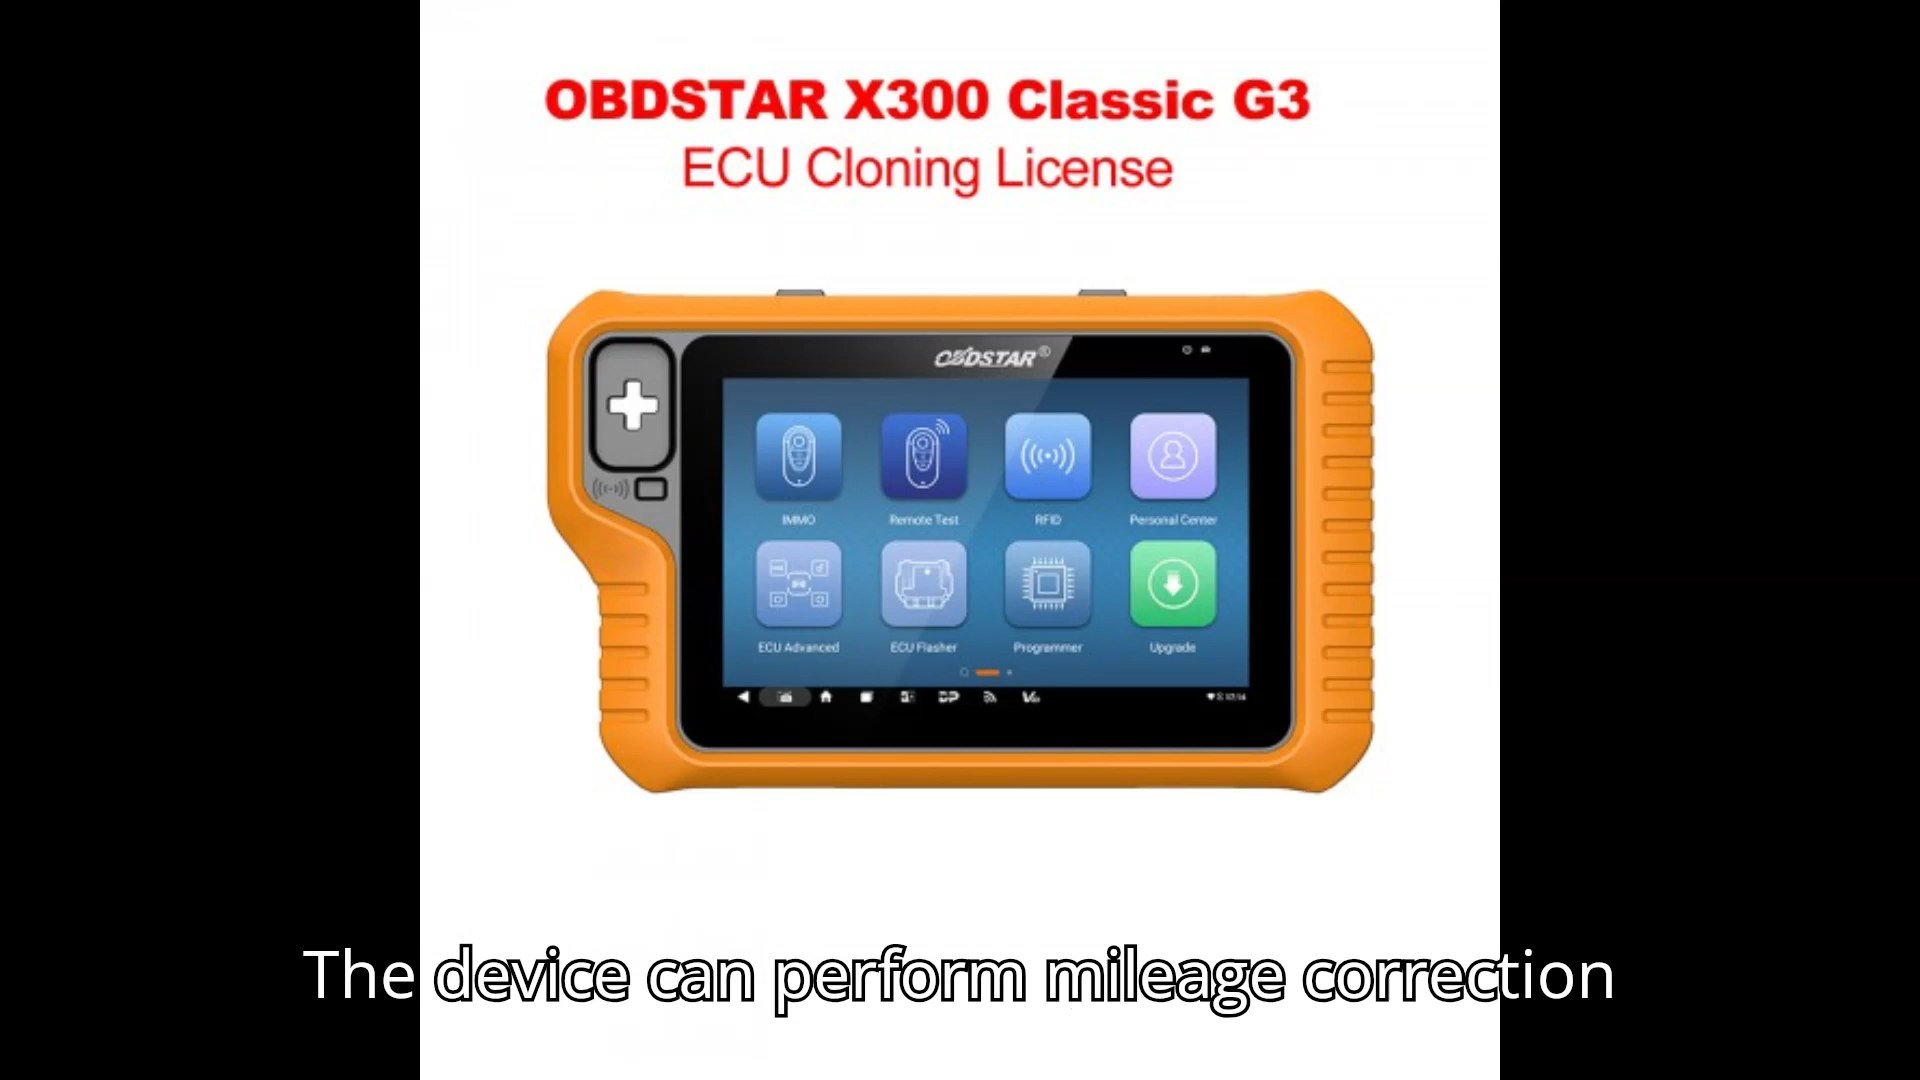 OBDSTAR X300 Classic G3
ECU Cloning License
OBDSTAR®
IMMO
Remote Test
RFID
Personal Center
ECU Advanced
ECU Flasher
Programmer
Upgrade
The device can perform mileage correction